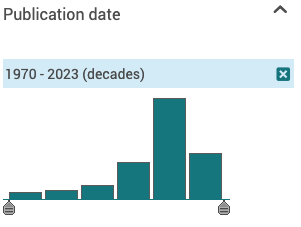 Publication date
1970 - 2023 (decades)